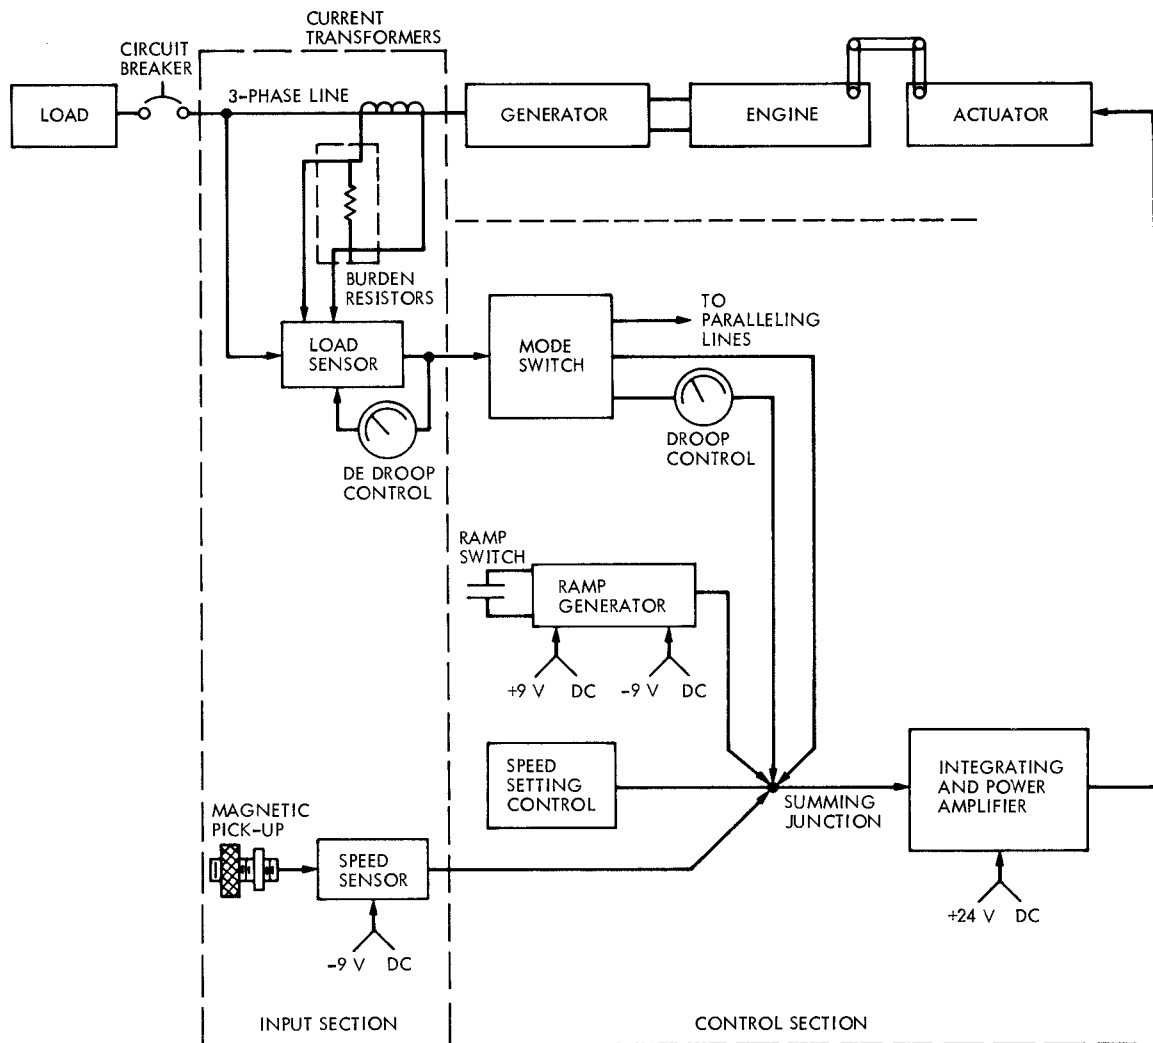 CURRENT
TRANSFORMERS
CIRCUIT
BREAKER
3-PHASE LINE
LOAD
GENERATOR
ENGINE
ACTUATOR
BURDEN
RESISTORS
LOAD
SENSOR
MODE
SWITCH
TO
PARALLELING
LINES
DROOP
CONTROL
DE DROOP
CONTROL
RAMP
SWITCH
RAMP
GENERATOR
+9 V DC
-9 V DC
SPEED
SETTING
CONTROL
SUMMING
JUNCTION
INTEGRATING
AND POWER
AMPLIFIER
+24 V DC
MAGNETIC
PICK-UP
SPEED
SENSOR
-9 V DC
INPUT SECTION
CONTROL SECTION